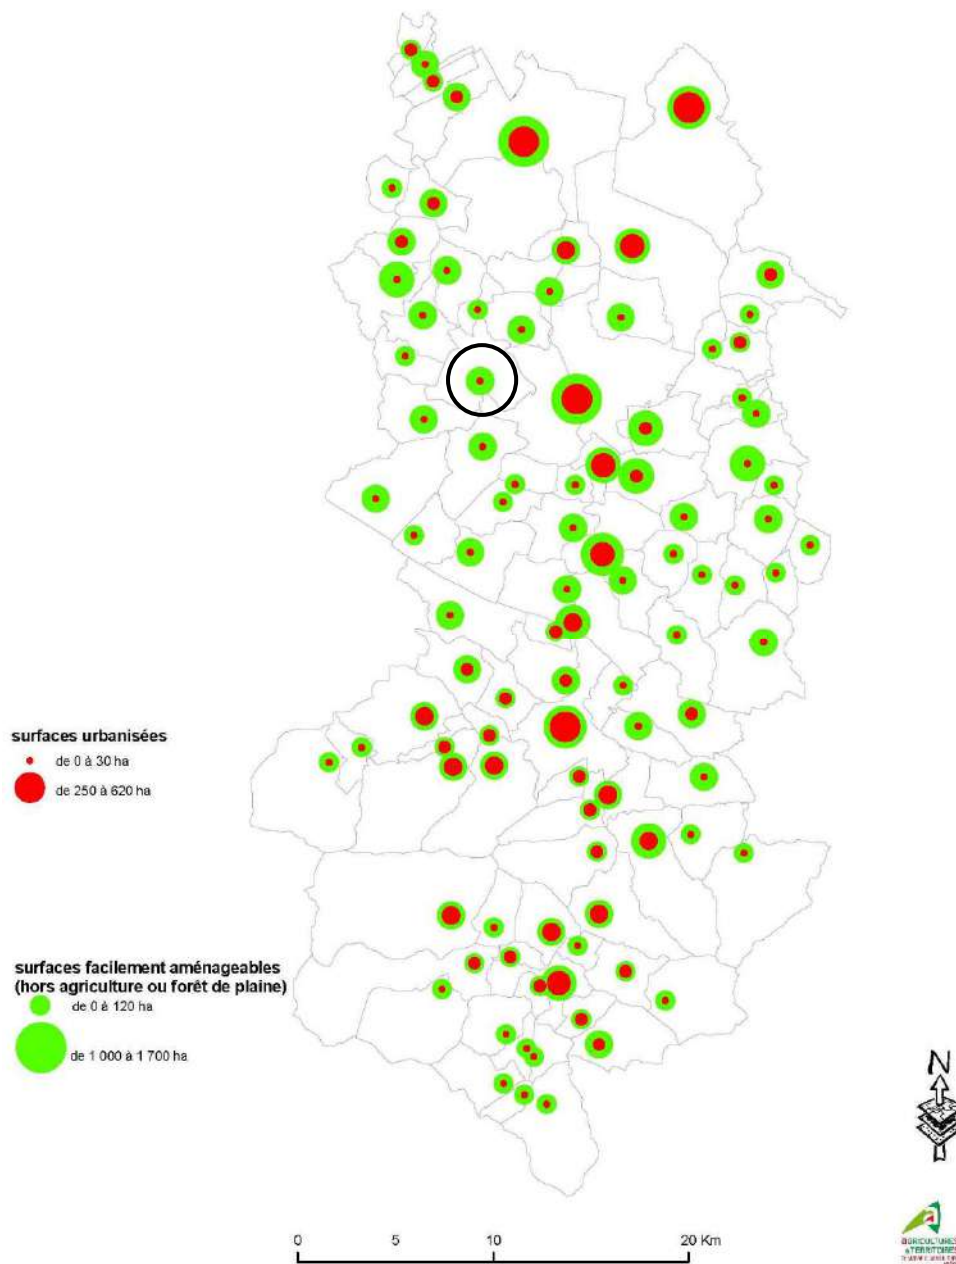 surfaces urbanisées
de 0 à 30 ha
de 250 à 620 ha
surfaces facilement aménageables
(hors agriculture ou forêt de plaine)
de 0 à 120 ha
de 1 000 à 1 700 ha
N
AGRICULTURES
& TERRITOIRES
0 5 10 20 Km